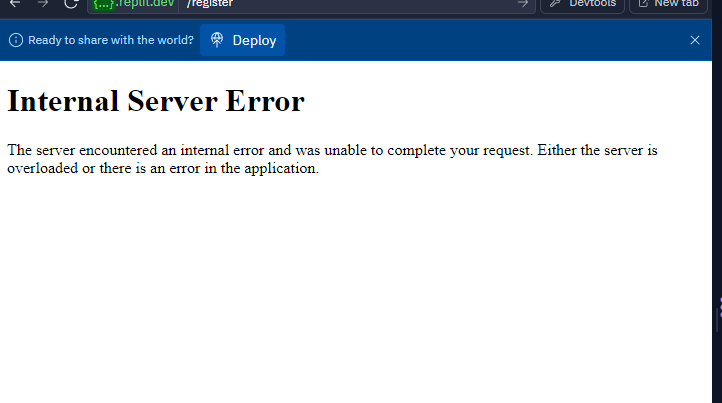 {...}.replit.dev /register Devtools New tab
Ready to share with the world? Deploy
Internal Server Error
The server encountered an internal error and was unable to complete your request. Either the server is
overloaded or there is an error in the application.